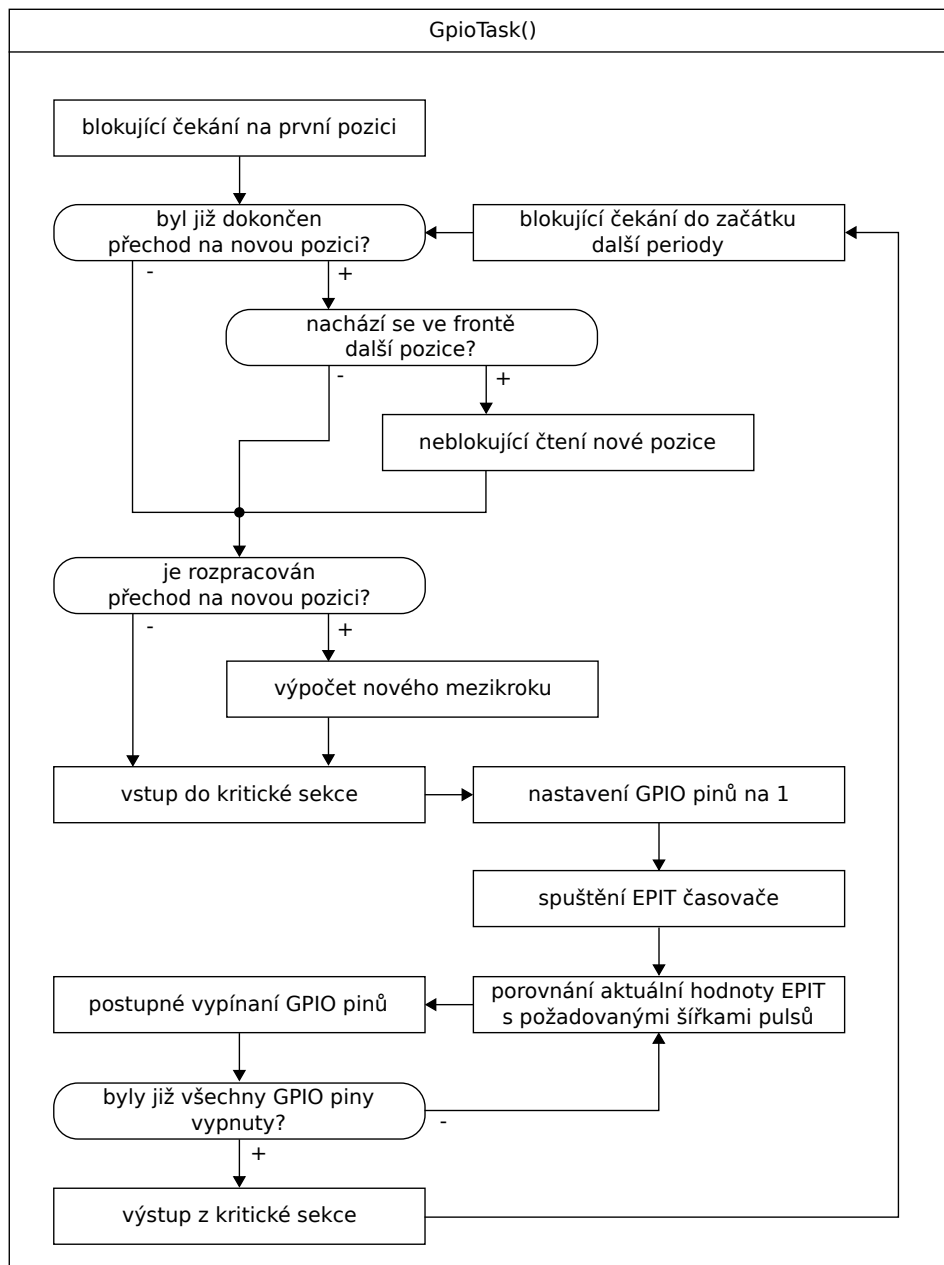 GpioTask()
blokující čekání na první pozici
byl již dokončen
přechod na novou pozici?
blokující čekání do začátku
další periody
-
+
nachází se ve frontě
další pozice?
-
+
neblokující čtení nové pozice
je rozpracován
přechod na novou pozici?
-
+
výpočet nového mezikroku
vstup do kritické sekce
nastavení GPIO pinů na 1
spuštění EPIT časovače
postupné vypínaní GPIO pinů
porovnání aktuální hodnoty EPIT
s požadovanými šířkami pulsů
byly již všechny GPIO piny
vypnuty?
-
+
výstup z kritické sekce